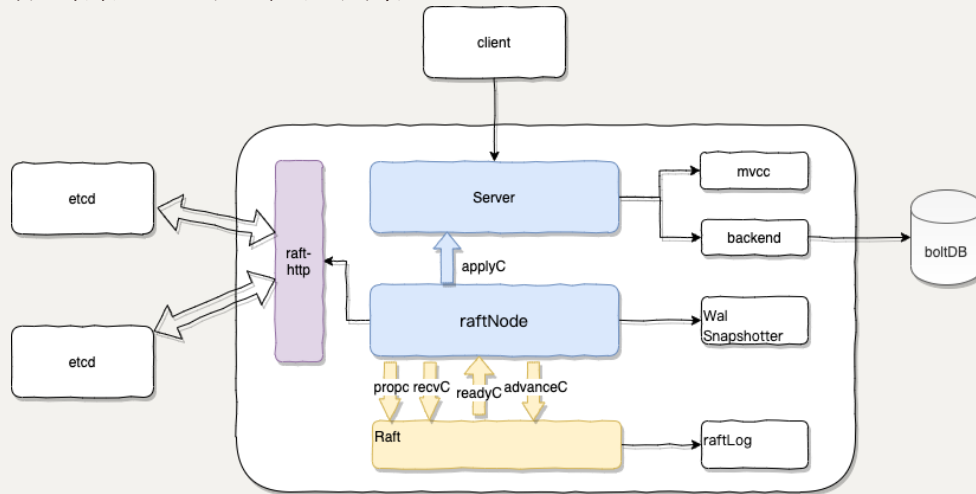 client
etcd
raft-
http
Server
mvcc
backend
boltDB
applyC
raftNode
Wal
Snapshotter
etcd
propc
recvC
readyC
advanceC
Raft
raftLog